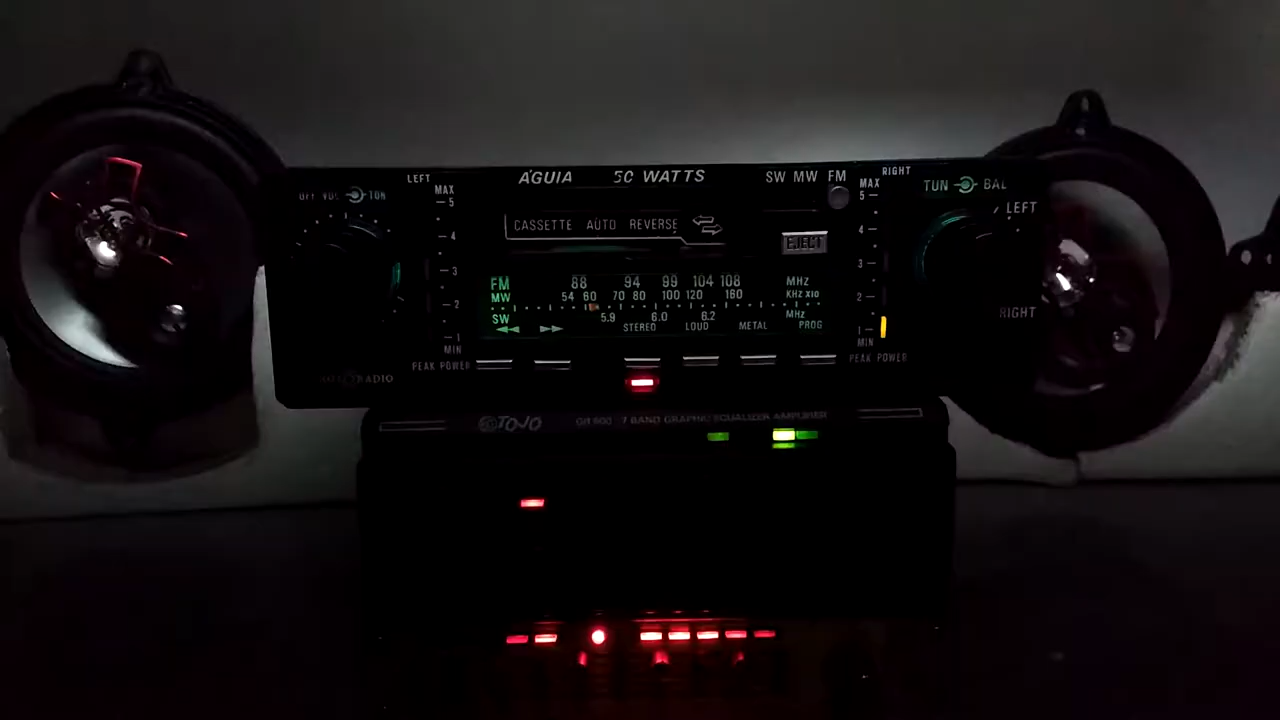 LEFT
ÁGUIA 50 WATTS
SW MW FM
RIGHT
OFF VOL TON
MAX
5
4
3
2
1
MIN
PEAK POWER
CASSETTE AUTO REVERSE
EJECT
FM 88 94 99 104 108 MHz
MW 54 60 70 80 100 120 160 KHz X10
SW 5.9 6.0 6.2 MHz
STEREO LOUD METAL PROG
MAX
5
4
3
2
1
MIN
PEAK POWER
TUN BAL
LEFT
RIGHT
TOJO
7 BAND GRAPHIC EQUALIZER AMPLIFIER